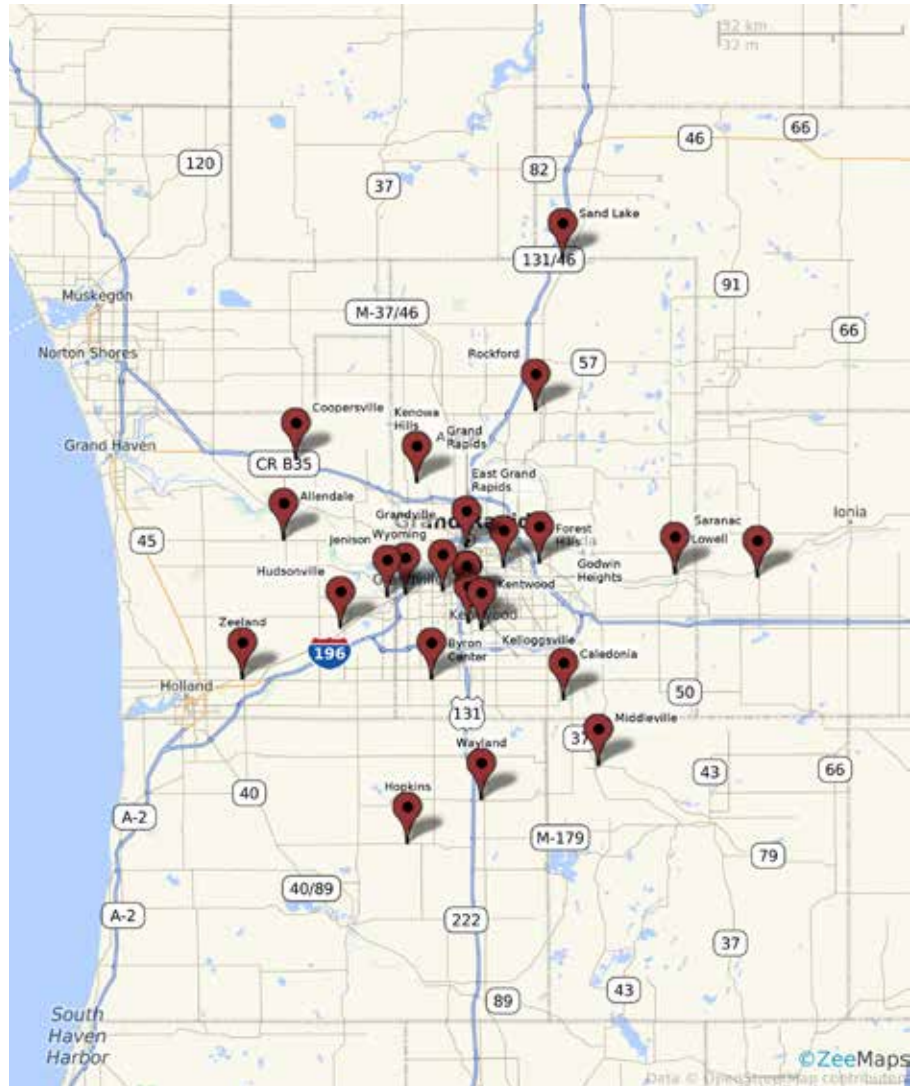 32 km
32 m
66
46
120
82
37
Sand Lake
131/46
91
Muskegon
M-37/46
66
Norton Shores
Rockford
57
Coopersville
Kenowa
Hills
Grand
Rapids
Grand Haven
CR B35
East Grand
Rapids
Allendale
Grandville
Ionia
Saranac
Forest
Hills
Lowell
45
Jenison
Wyoming
Hudsonville
Godwin
Heights
Kentwood
Zeeland
Kelloggsville
Byron
Center
196
Caledonia
Holland
50
131
Middleville
37
Wayland
43
66
Hopkins
40
A-2
M-179
79
40/89
A-2
222
37
43
89
South
Haven
Harbor
©ZeeMaps
Data © OpenStreetMap contributors